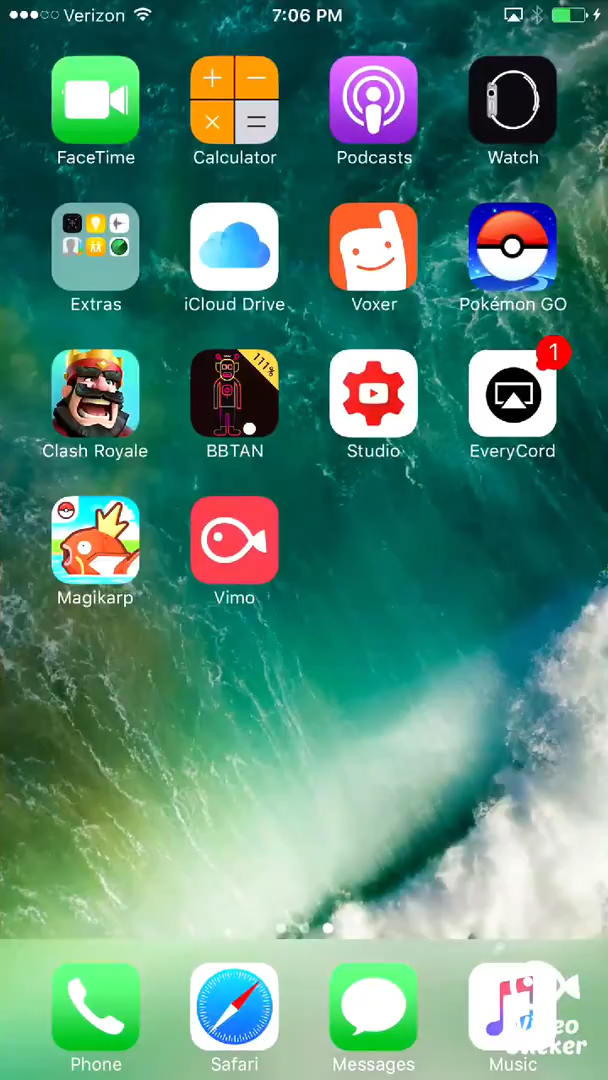 Verizon 7:06 PM
FaceTime Calculator Podcasts Watch
Extras iCloud Drive Voxer Pokémon GO
111%
1
Clash Royale BBTAN Studio EveryCord
Magikarp Vimo
Phone Safari Messages Music